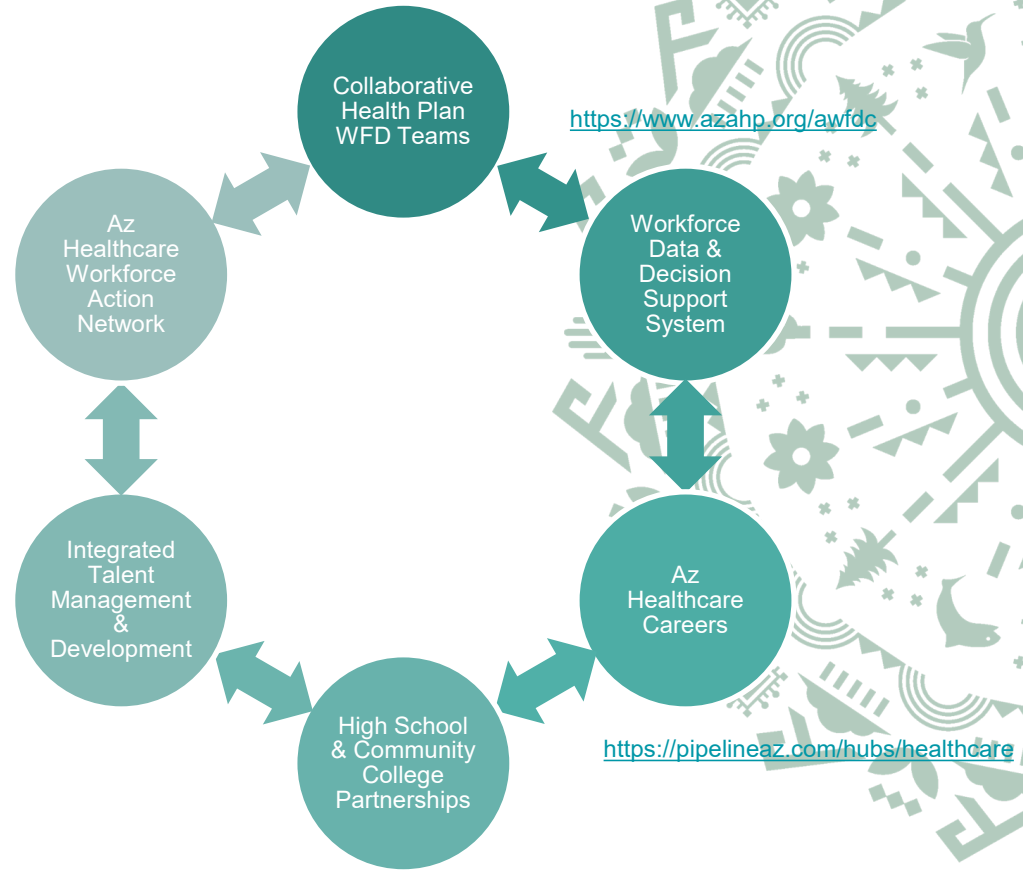 Collaborative
Health Plan
WFD Teams
https://www.azahp.org/awfdc
Workforce
Data &
Decision
Support
System
Az
Healthcare
Careers
https://pipelineaz.com/hubs/healthcare
High School
& Community
College
Partnerships
Integrated
Talent
Management
&
Development
Az
Healthcare
Workforce
Action
Network